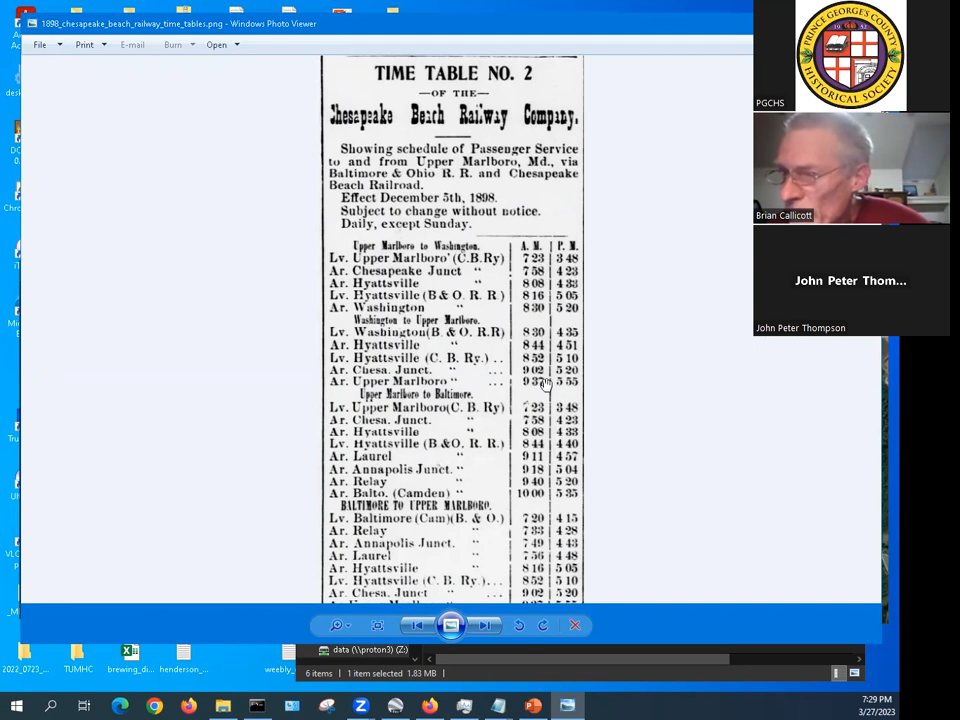 1898_chesapeake_beach_railway_time_tables.png - Windows Photo Viewer
File Print E-mail Burn Open
TIME TABLE NO. 2
—OF THE—
Chesapeake Beach Railway Company.
Showing schedule of Passenger Service
to and from Upper Marlboro, Md., via
Baltimore & Ohio R. R. and Chesapeake
Beach Railroad.
Effect December 5th, 1898.
Subject to change without notice.
Daily, except Sunday.
Upper Marlboro to Washington. A. M. P. M.
Lv. Upper Marlboro (C.B.Ry) 7 23 3 48
Ar. Chesapeake Junct “ 7 58 4 23
Ar. Hyattsville “ 8 08 4 33
Lv. Hyattsville (B & O. R. R.) 8 16 5 05
Ar. Washington “ 8 30 5 20
Washington to Upper Marlboro.
Lv. Washington(B. & O. R.R) 8 30 4 35
Ar. Hyattsville “ 8 44 4 51
Lv. Hyattsville (C. B. Ry.) .. 8 52 5 10
Ar. Chesa. Junct. “ ... 9 02 5 20
Ar. Upper Marlboro “ ... 9 37 5 55
Upper Marlboro to Baltimore.
Lv. Upper Marlboro(C. B. Ry) 7 23 3 48
Ar. Chesa. Junct. “ 7 58 4 23
Ar. Hyattsville “ 8 08 4 33
Lv. Hyattsville (B &O. R. R.) 8 44 4 40
Ar. Laurel “ 9 11 4 57
Ar. Annapolis Junct. “ 9 18 5 04
Ar. Relay “ 9 40 5 20
Ar. Balto. (Camden) “ 10 00 5 35
BALTIMORE TO UPPER MARLBORO.
Lv. Baltimore (Cam)(B. & O.) 7 20 4 15
Ar. Relay “ 7 33 4 28
Ar. Annapolis Junct. “ 7 49 4 43
Ar. Laurel “ 7 56 4 48
Ar. Hyattsville “ 8 16 5 05
Lv. Hyattsville (C. B. Ry.)... 8 52 5 10
Ar. Chesa. Junct “ 9 02 5 20
PRINCE GEORGE'S COUNTY
HISTORICAL SOCIETY
PGCHS
Brian Callicott
John Peter Thom...
John Peter Thompson
data (\\proton3) (Z:)
2022_0723_... TUMHC brewing_di... henderson_... weebly_
6 items 1 item selected 1.83 MB
7:29 PM
3/27/2023